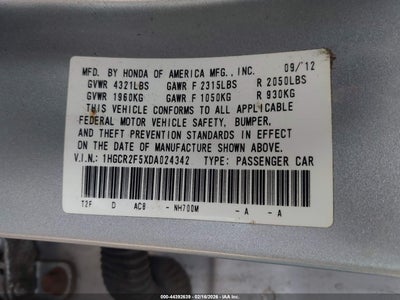 MFD. BY HONDA OF AMERICA MFG., INC. 09/12
GVWR 4321LBS GAWR F 2315LBS R 2050LBS
GVWR 1960KG GAWR F 1050KG R 930KG
THIS VEHICLE CONFORMS TO ALL APPLICABLE
FEDERAL MOTOR VEHICLE SAFETY, BUMPER,
AND THEFT PREVENTION STANDARDS IN EFFECT
ON THE DATE OF MANUFACTURE SHOWN ABOVE.
V.I.N.: 1HGCR2F5XDA024342 TYPE: PASSENGER CAR
T2F D AC8 - NH700M -A -A
000-44392639 - 02/16/2026 - IAA Inc.